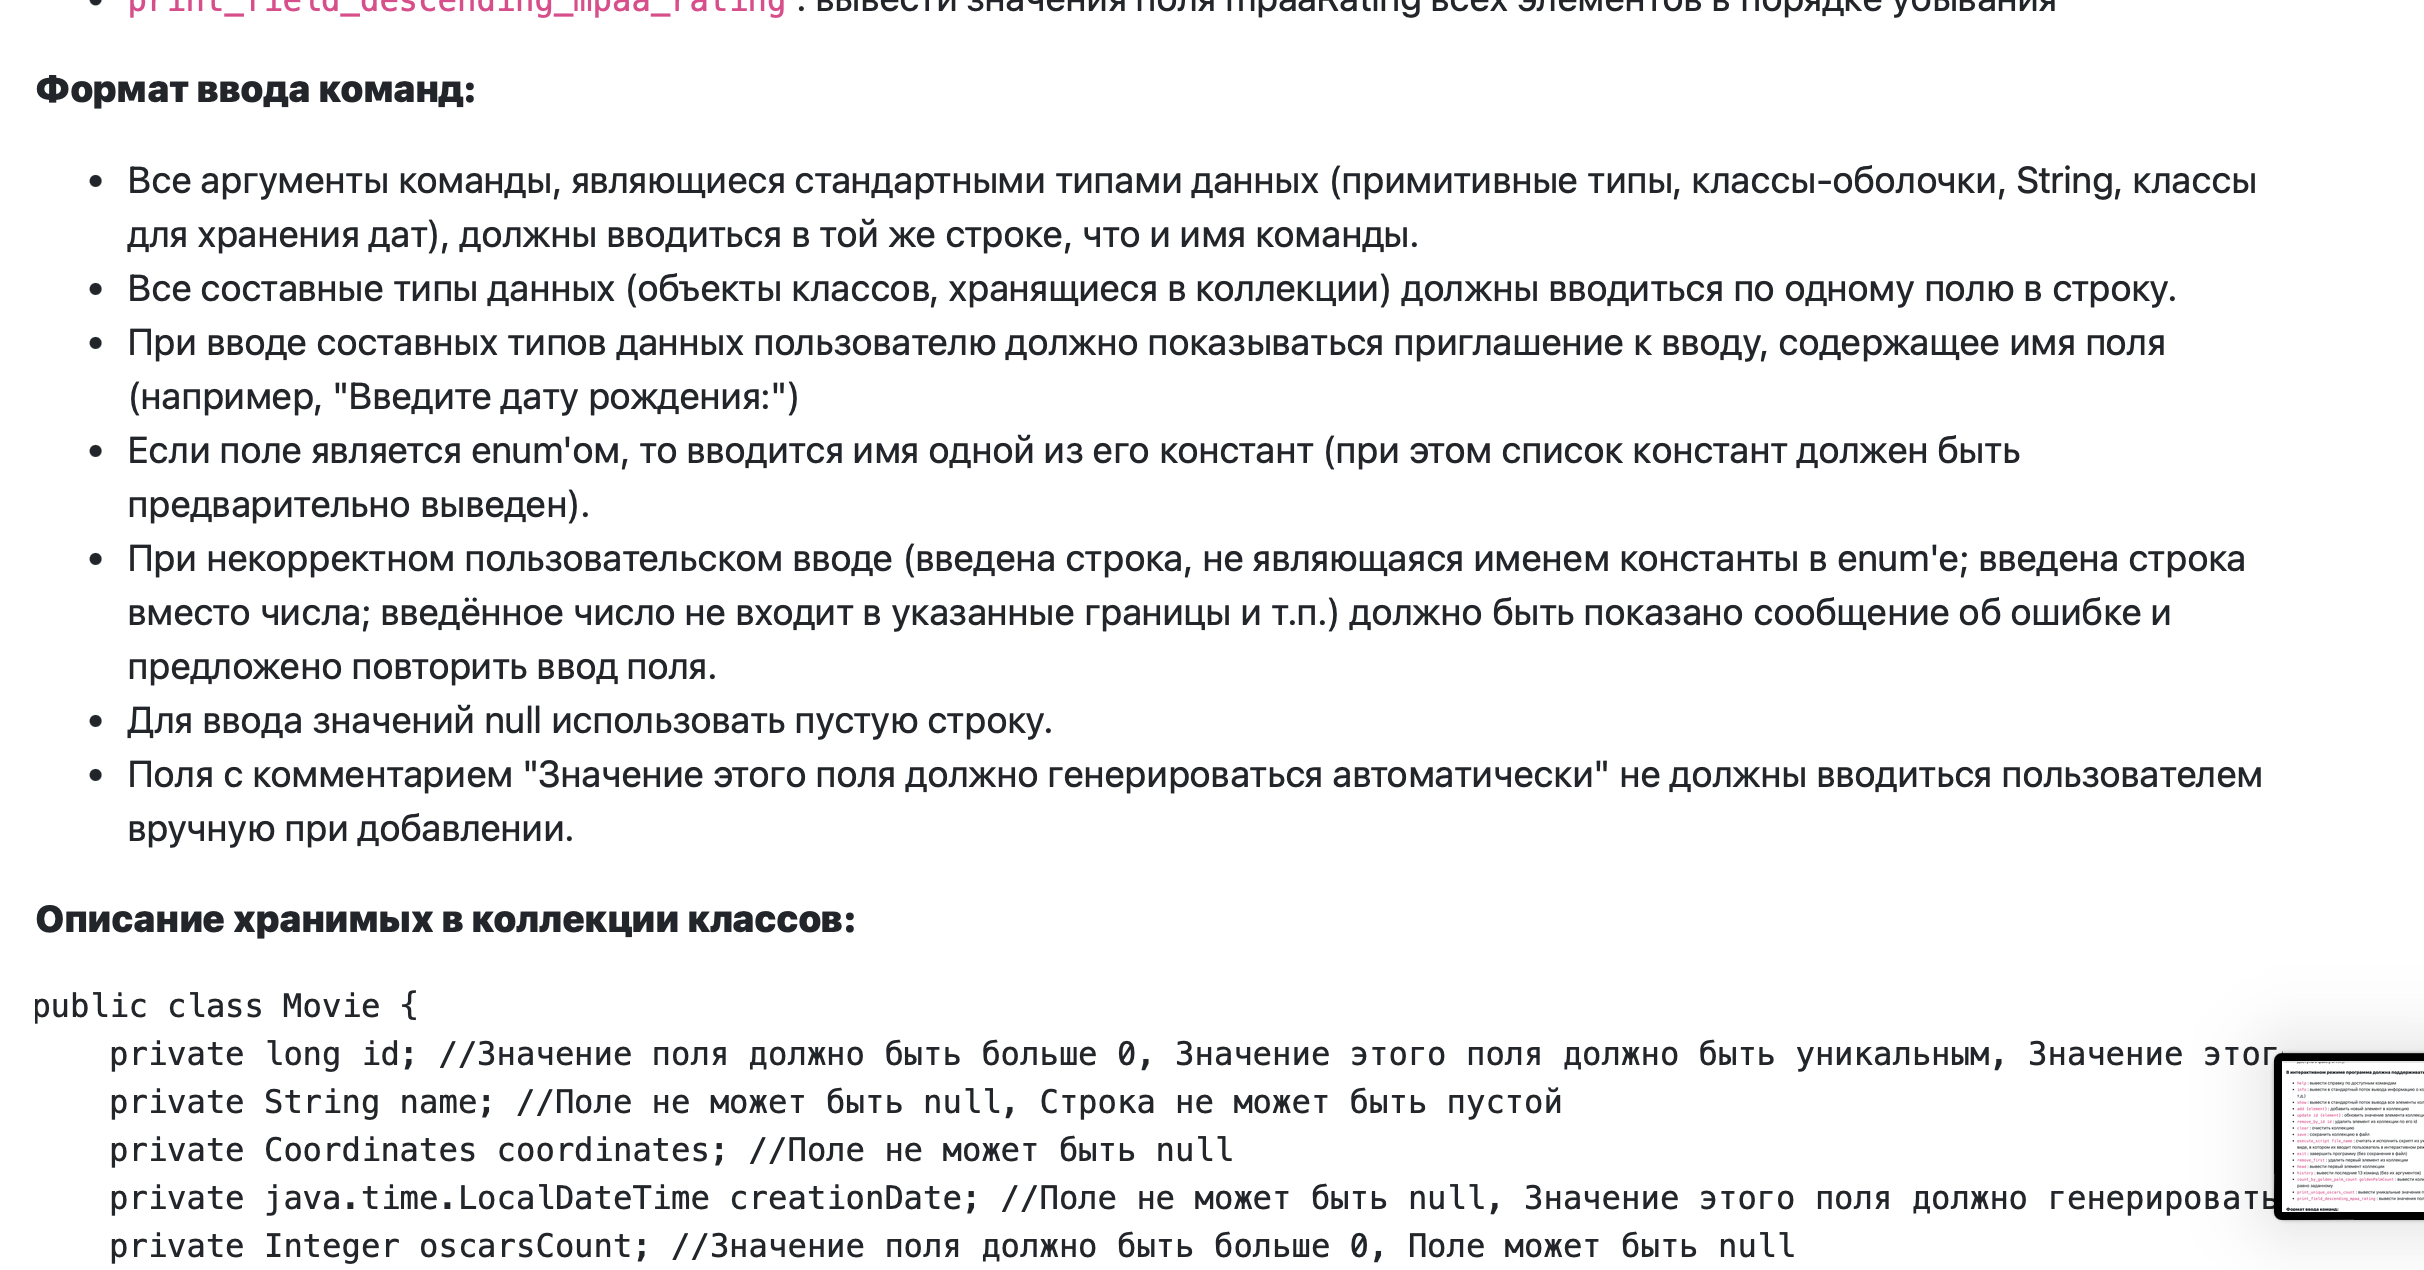 print_field_descending_mpaa_rating : вывести значения поля mpaaRating всех элементов в порядке убывания
Формат ввода команд:
Все аргументы команды, являющиеся стандартными типами данных (примитивные типы, классы-оболочки, String, классы
для хранения дат), должны вводиться в той же строке, что и имя команды.
Все составные типы данных (объекты классов, хранящиеся в коллекции) должны вводиться по одному полю в строку.
При вводе составных типов данных пользователю должно показываться приглашение к вводу, содержащее имя поля
(например, "Введите дату рождения:")
Если поле является enum'ом, то вводится имя одной из его констант (при этом список констант должен быть
предварительно выведен).
При некорректном пользовательском вводе (введена строка, не являющаяся именем константы в enum'е; введена строка
вместо числа; введённое число не входит в указанные границы и т.п.) должно быть показано сообщение об ошибке и
предложено повторить ввод поля.
Для ввода значений null использовать пустую строку.
Поля с комментарием "Значение этого поля должно генерироваться автоматически" не должны вводиться пользователем
вручную при добавлении.
Описание хранимых в коллекции классов:
public class Movie {
private long id; //Значение поля должно быть больше 0, Значение этого поля должно быть уникальным, Значение этог
private String name; //Поле не может быть null, Строка не может быть пустой
private Coordinates coordinates; //Поле не может быть null
private java.time.LocalDateTime creationDate; //Поле не может быть null, Значение этого поля должно генерировать
private Integer oscarsCount; //Значение поля должно быть больше 0, Поле может быть null